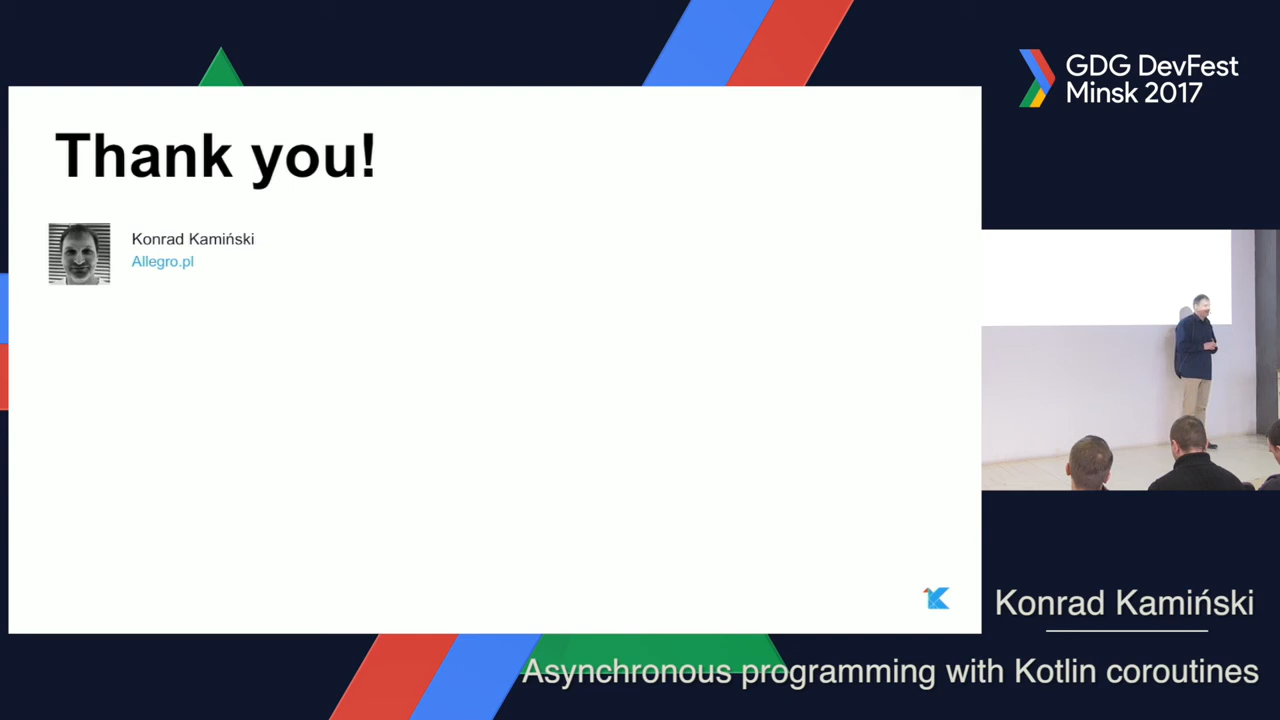 GDG DevFest
Minsk 2017
Thank you!
Konrad Kamiński
Allegro.pl
Konrad Kamiński
Asynchronous programming with Kotlin coroutines